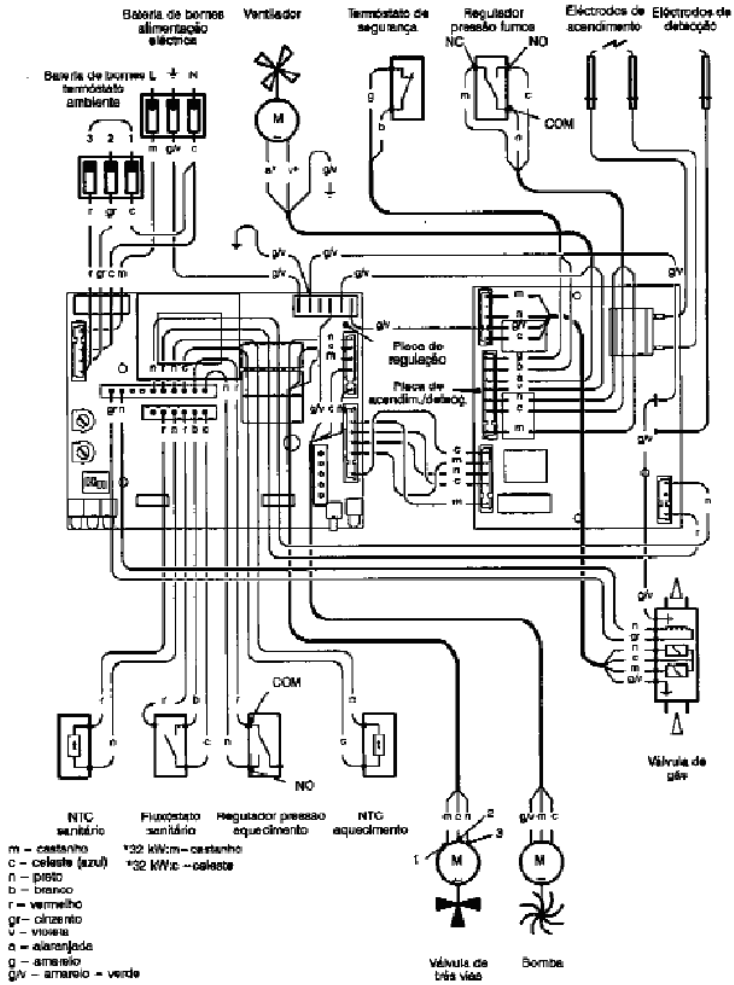 Bateria de bornes
alimentação
eléctrica
Ventilador
Termóstato de
segurança
Regulador
pressão fumos
NC
NO
Eléctrodos de
acendimento
Eléctrodos de
detecção
Bateria de bornes
termóstato
ambiente
L
N
3 2 1
M
COM
m g/v c
a* v*
g/v
g
b
m
c
n
r gr c
g/v
g/v
g/v
g/v
r gr c m
g/v
Placa de
regulação
Placa de
acendim./detecç.
g/v
gr n
g/v
c
m
n
c
m
g/v
n
gr
n
c
m
g/v
COM
NO
Válvula de
gás
NTC
sanitário
Fluxóstato
sanitário
Regulador pressão
aquecimento
NTC
aquecimento
m – castanho
c – celeste (azul)
n – preto
b – branco
r – vermelho
gr – cinzento
v – violeta
a – alaranjada
g – amarelo
g/v – amarelo – verde
*32 kW:m – castanho
*32 kW:c – celeste
m c n
2
1
3
M
g/v m c
M
Válvula de
três vias
Bomba